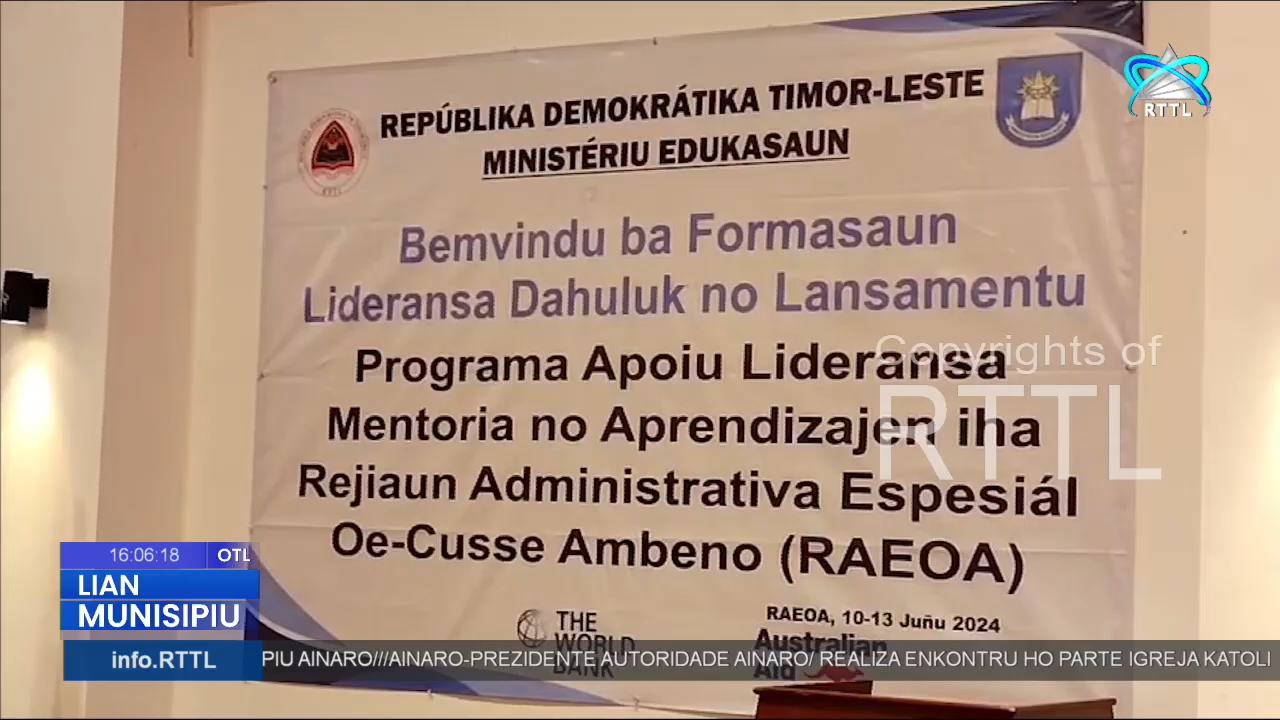 REPÚBLIKA DEMOKRÁTIKA TIMOR-LESTE
MINISTÉRIU EDUKASAUN
RTTL
Bemvindu ba Formasaun
Lideransa Dahuluk no Lansamentu
Programa Apoiu Lideransa
Mentoria no Aprendizajen iha
Rejiaun Administrativa Espesiál
Oe-Cusse Ambeno (RAEOA)
Copyrights of
RTTL
RAEOA, 10-13 Juñu 2024
THE
WORLD
BANK
Australian
Aid
16:06:18 OTL
LIAN
MUNISIPIU
info.RTTL
PIU AINARO///AINARO-PREZIDENTE AUTORIDADE AINARO/ REALIZA ENKONTRU HO PARTE IGREJA KATOLI